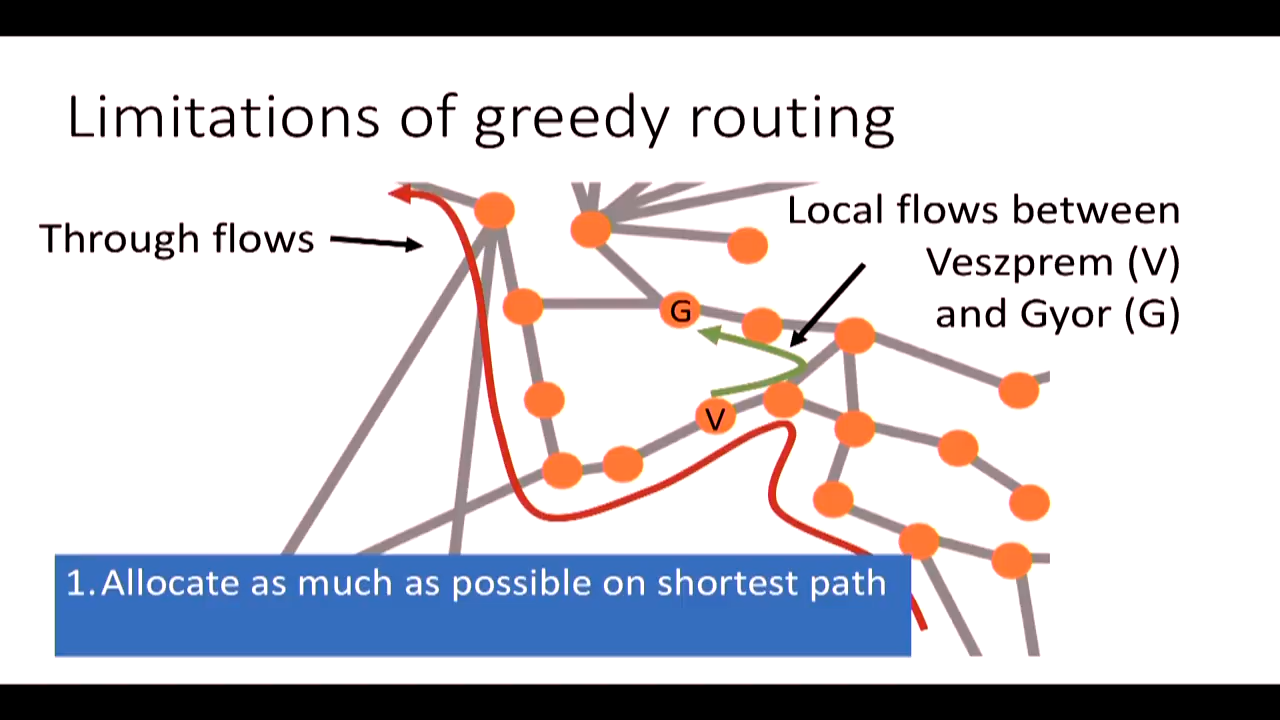 Limitations of greedy routing
Through flows
Local flows between
Veszprem (V)
and Gyor (G)
G
V
1. Allocate as much as possible on shortest path